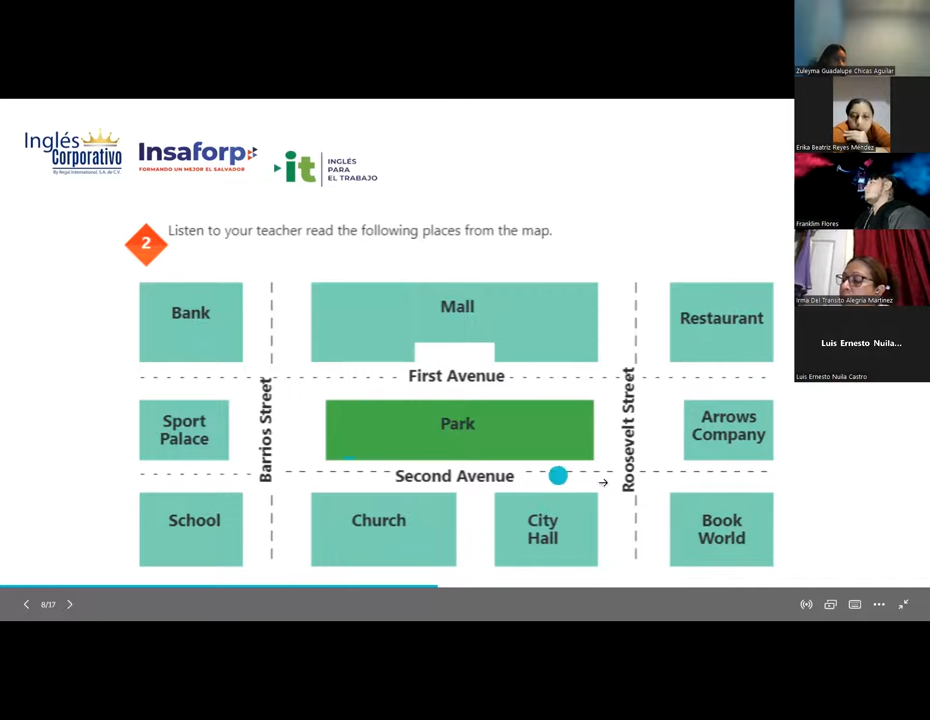 Inglés
Corporativo
By Regal International, S.A. de C.V.
Insaforp
FORMANDO UN MEJOR EL SALVADOR
it
INGLÉS
PARA
EL TRABAJO
2
Listen to your teacher read the following places from the map.
Bank
Mall
Restaurant
First Avenue
Sport
Palace
Barrios Street
Park
Roosevelt Street
Arrows
Company
Second Avenue
School
Church
City
Hall
Book
World
8/17
Zuleyma Guadalupe Chicas Aguilar
Erika Beatriz Reyes Méndez
Franklim Flores
Irma Del Transito Alegria Martinez
Luis Ernesto Nuila...
Luis Ernesto Nuila Castro